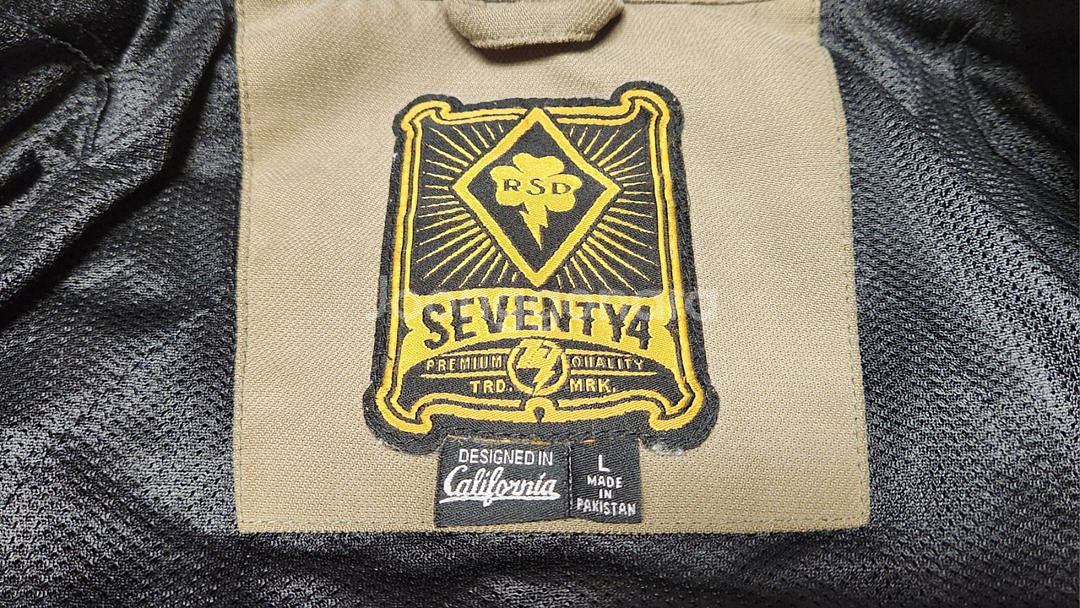 RSD
SEVENTY4
PREMIUM QUALITY
TRD. MRK.
DESIGNED IN
California
L
MADE
IN
PAKISTAN